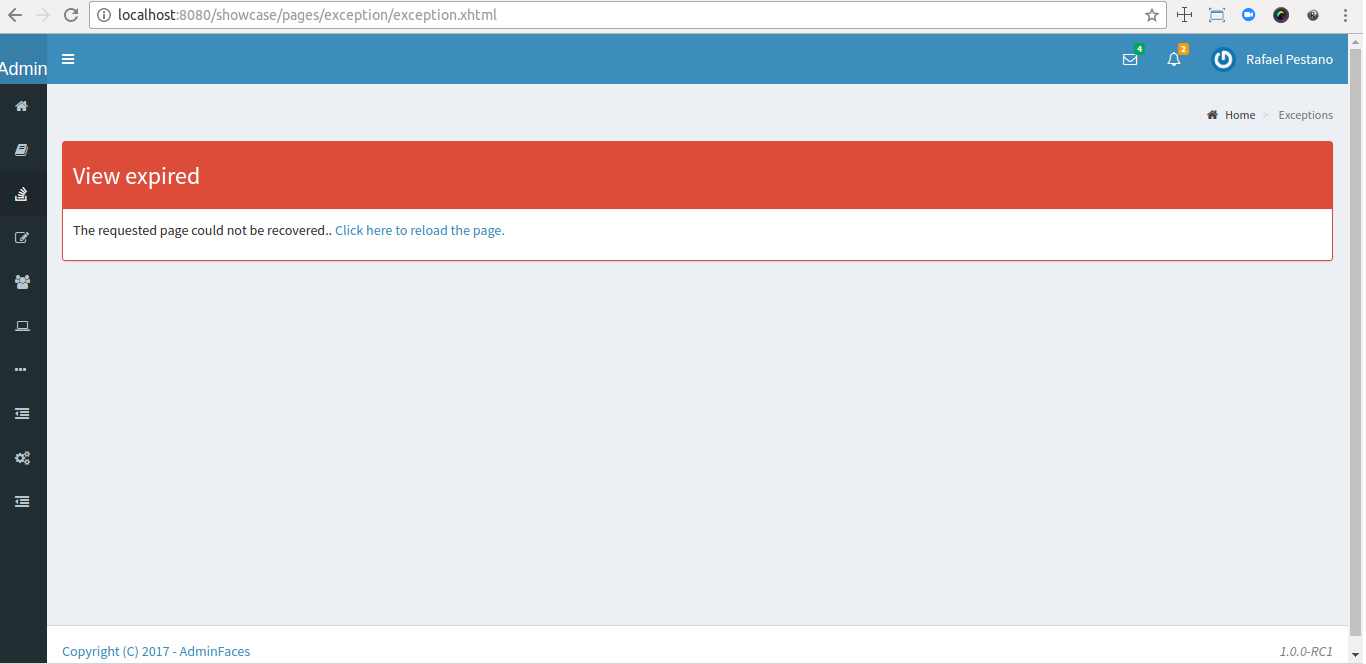 localhost:8080/showcase/pages/exception/exception.xhtml
Admin
4
2
Rafael Pestano
Home > Exceptions
View expired
The requested page could not be recovered.. Click here to reload the page.
Copyright (C) 2017 - AdminFaces
1.0.0-RC1